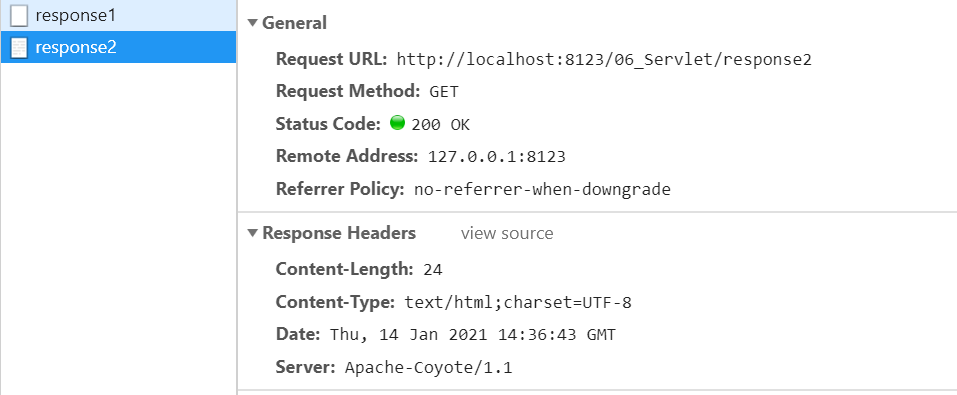 response1
response2
General
Request URL: http://localhost:8123/06_Servlet/response2
Request Method: GET
Status Code: 200 OK
Remote Address: 127.0.0.1:8123
Referrer Policy: no-referrer-when-downgrade
Response Headers view source
Content-Length: 24
Content-Type: text/html;charset=UTF-8
Date: Thu, 14 Jan 2021 14:36:43 GMT
Server: Apache-Coyote/1.1